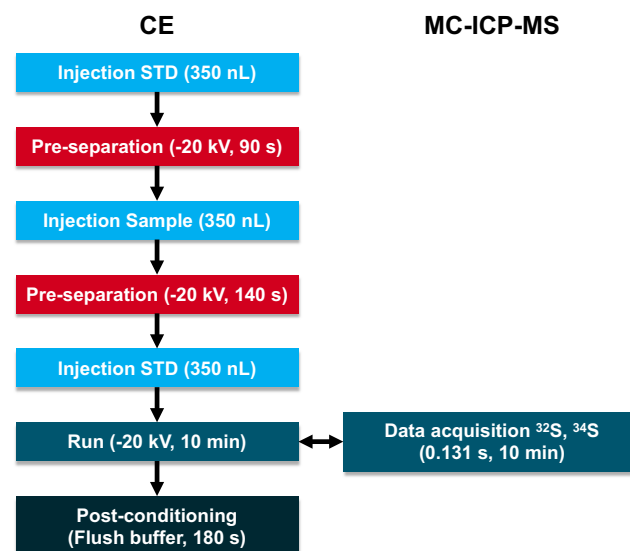 CE
MC-ICP-MS
Injection STD (350 nL)
Pre-separation (-20 kV, 90 s)
Injection Sample (350 nL)
Pre-separation (-20 kV, 140 s)
Injection STD (350 nL)
Run (-20 kV, 10 min)
Data acquisition ³²S, ³⁴S
(0.131 s, 10 min)
Post-conditioning
(Flush buffer, 180 s)